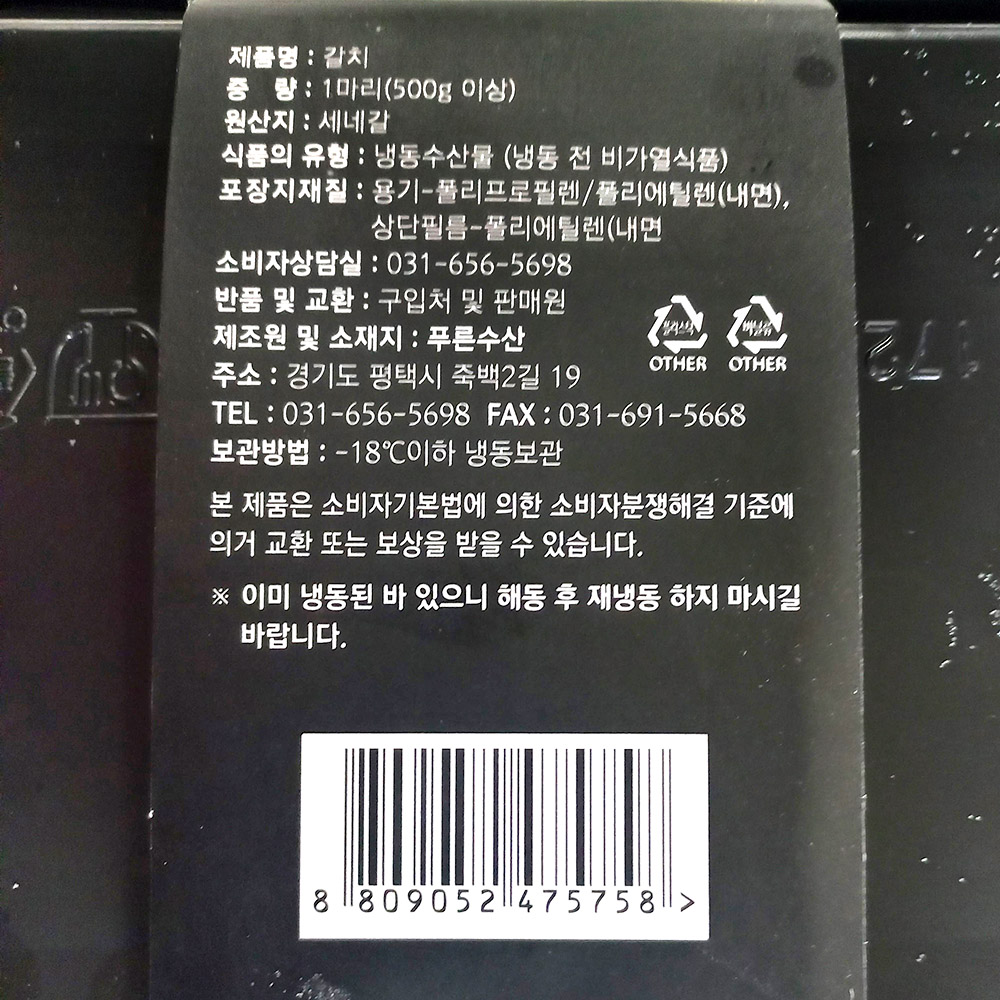 제품명 : 갈치
중 량 : 1마리(500g 이상)
원산지 : 세네갈
식품의 유형 : 냉동수산물 (냉동 전 비가열식품)
포장지재질 : 용기-폴리프로필렌/폴리에틸렌(내면),
상단필름-폴리에틸렌(내면
소비자상담실 : 031-656-5698
반품 및 교환 : 구입처 및 판매원
제조원 및 소재지 : 푸른수산
플라스틱 비닐류
OTHER OTHER
주소 : 경기도 평택시 죽백2길 19
TEL : 031-656-5698 FAX : 031-691-5668
보관방법 : -18℃이하 냉동보관
본 제품은 소비자기본법에 의한 소비자분쟁해결 기준에
의거 교환 또는 보상을 받을 수 있습니다.
※ 이미 냉동된 바 있으니 해동 후 재냉동 하지 마시길
바랍니다.
8 809052 475758 >